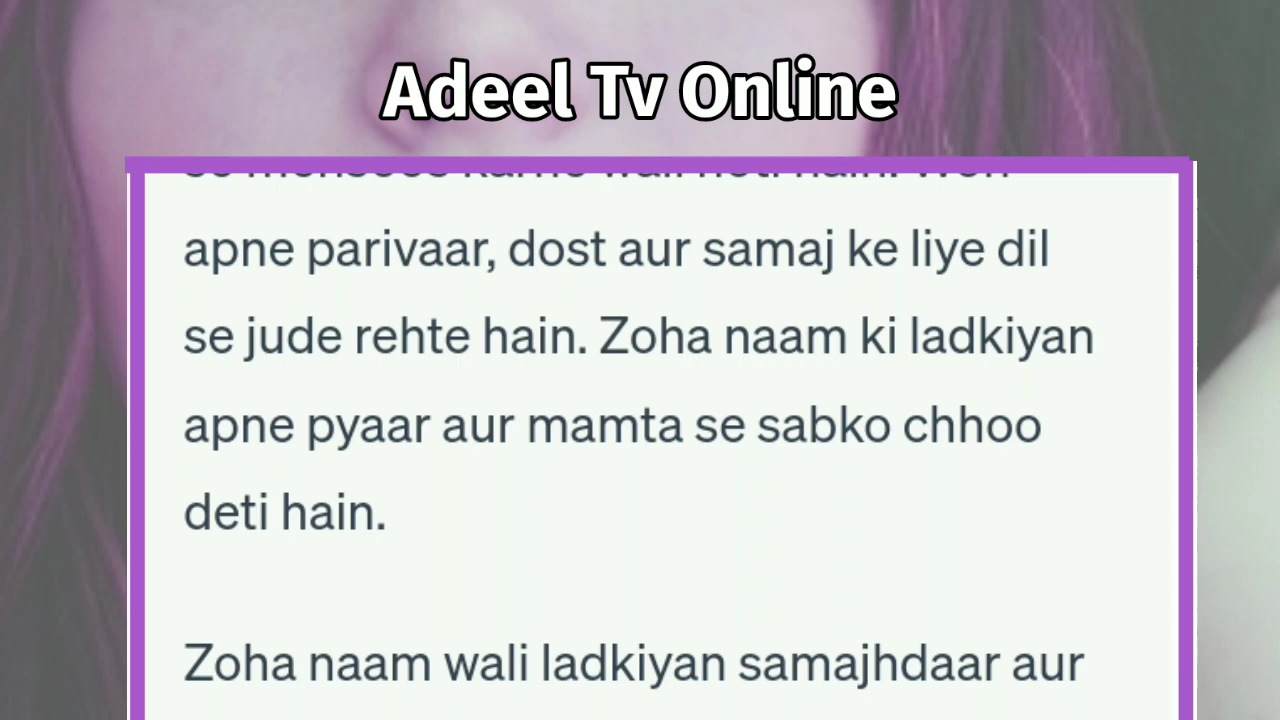 Adeel Tv Online
apne parivaar, dost aur samaj ke liye dil
se jude rehte hain. Zoha naam ki ladkiyan
apne pyaar aur mamta se sabko chhoo
deti hain.
Zoha naam wali ladkiyan samajhdaar aur